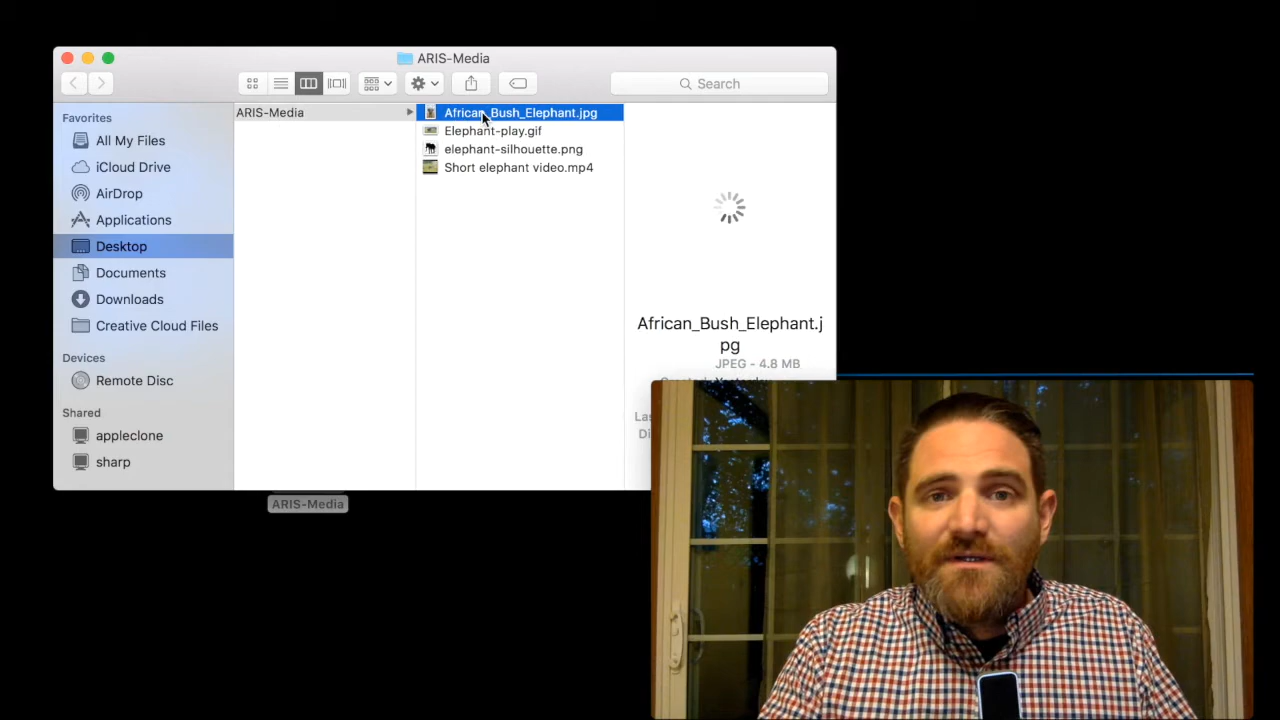 ARIS-Media
Search
Favorites
All My Files
iCloud Drive
AirDrop
Applications
Desktop
Documents
Downloads
Creative Cloud Files
Devices
Remote Disc
Shared
appleclone
sharp
ARIS-Media
African_Bush_Elephant.jpg
Elephant-play.gif
elephant-silhouette.png
Short elephant video.mp4
African_Bush_Elephant.j
pg
JPEG - 4.8 MB
ARIS-Media